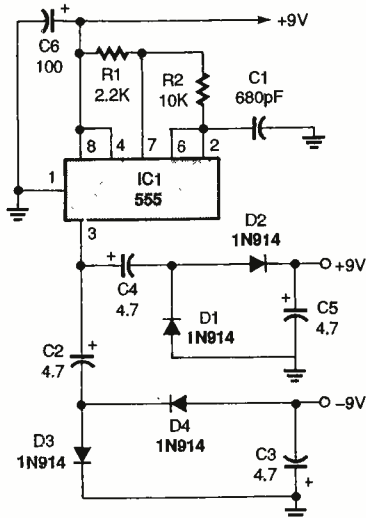 C6
100
+
+9V
R1
2.2K
R2
10K
C1
680pF
8
4
7
6
2
1
IC1
555
3
+
C4
4.7
D2
1N914
+9V
D1
1N914
+
C5
4.7
C2
4.7
+
-9V
D4
1N914
D3
1N914
C3
4.7
+